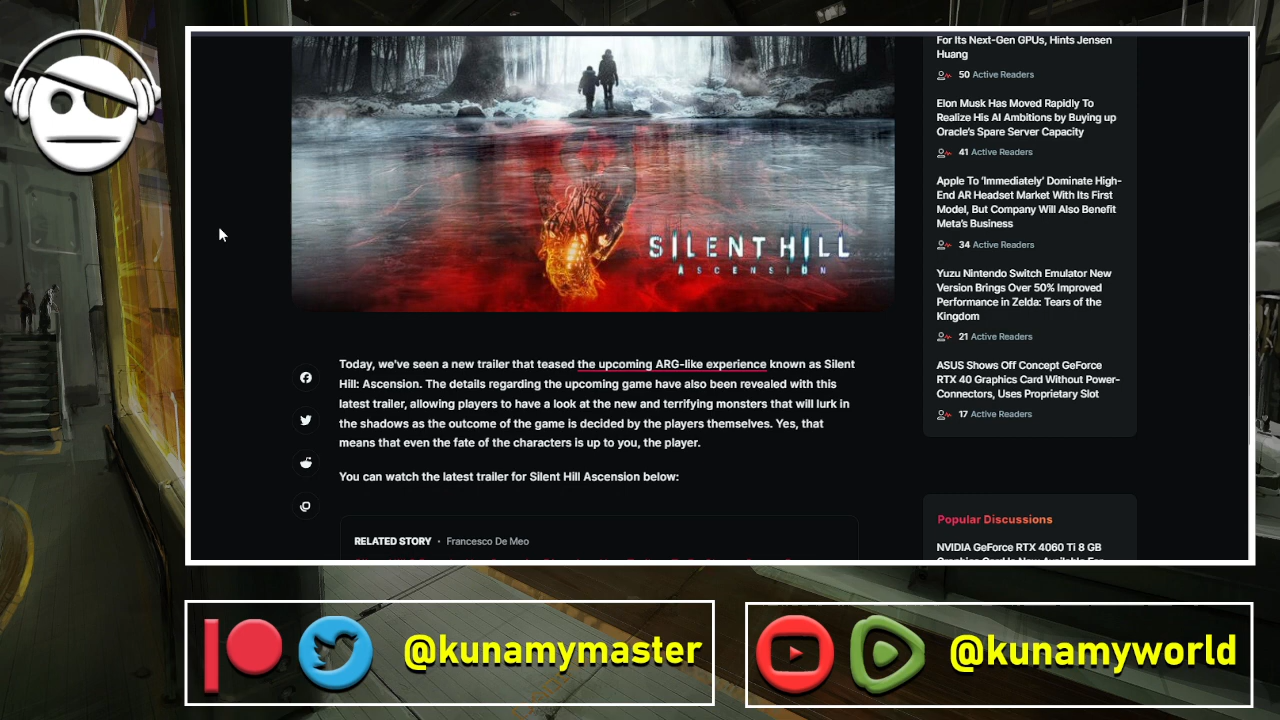 SILENT HILL
ASCENSION
Today, we've seen a new trailer that teased the upcoming ARG-like experience known as Silent
Hill: Ascension. The details regarding the upcoming game have also been revealed with this
latest trailer, allowing players to have a look at the new and terrifying monsters that will lurk in
the shadows as the outcome of the game is decided by the players themselves. Yes, that
means that even the fate of the characters is up to you, the player.
You can watch the latest trailer for Silent Hill Ascension below:
RELATED STORY • Francesco De Meo
For Its Next-Gen GPUs, Hints Jensen
Huang
50 Active Readers
Elon Musk Has Moved Rapidly To
Realize His AI Ambitions by Buying up
Oracle's Spare Server Capacity
41 Active Readers
Apple To 'Immediately' Dominate High-
End AR Headset Market With Its First
Model, But Company Will Also Benefit
Meta's Business
34 Active Readers
Yuzu Nintendo Switch Emulator New
Version Brings Over 50% Improved
Performance in Zelda: Tears of the
Kingdom
21 Active Readers
ASUS Shows Off Concept GeForce
RTX 40 Graphics Card Without Power-
Connectors, Uses Proprietary Slot
17 Active Readers
Popular Discussions
NVIDIA GeForce RTX 4060 Ti 8 GB
@kunamymaster
@kunamyworld